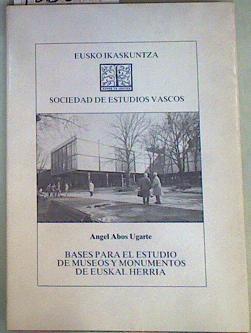 EUSKO IKASKUNTZA
SOCIEDAD DE ESTUDIOS VASCOS
Angel Abos Ugarte
BASES PARA EL ESTUDIO
DE MUSEOS Y MONUMENTOS
DE EUSKAL HERRIA